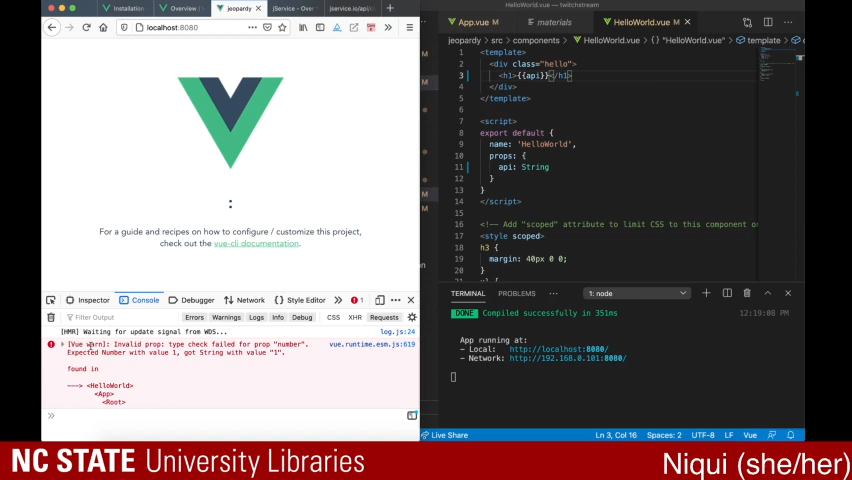 HelloWorld.vue — twitchstream
Installation
Overview | V
jeopardy ×
jService - Over
jservice.io/api/
+
localhost:8080
App.vue M
materials
HelloWorld.vue M ×
jeopardy > src > components > HelloWorld.vue > {} "HelloWorld.vue" > template >
1 <template>
2 <div class="hello">
3 <h1>{{api}}</h1>
4 </div>
5 </template>
6
7 <script>
8 export default {
9 name: 'HelloWorld',
10 props: {
11 api: String
12 }
13 }
14 </script>
15
16 <!-- Add "scoped" attribute to limit CSS to this component o
17 <style scoped>
18 h3 {
19 margin: 40px 0 0;
20 }
:
For a guide and recipes on how to configure / customize this project,
check out the vue-cli documentation.
Inspector Console Debugger Network Style Editor » 1
Filter Output Errors Warnings Logs Info Debug CSS XHR Requests
[HMR] Waiting for update signal from WDS... log.js:24
[Vue warn]: Invalid prop: type check failed for prop "number". vue.runtime.esm.js:619
Expected Number with value 1, got String with value "1".
found in
---> <HelloWorld>
<App>
<Root>
»
TERMINAL PROBLEMS ··· 1: node
DONE Compiled successfully in 351ms 12:19:08 PM
App running at:
- Local: http://localhost:8080/
- Network: http://192.168.0.101:8080/
Live Share Ln 3, Col 16 Spaces: 2 UTF-8 LF Vue
NC STATE University Libraries
Niqui (she/her)